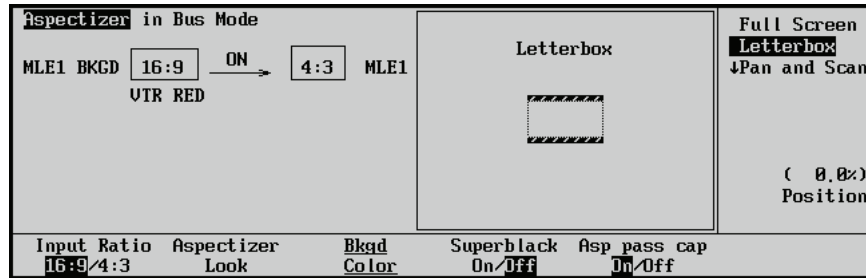 Aspectizer in Bus Mode
MLE1 BKGD 16:9 ON 4:3 MLE1
VTR RED
Letterbox
Full Screen
Letterbox
↓Pan and Scan
( 0.0%)
Position
Input Ratio Aspectizer Bkgd Superblack Asp pass cap
16:9/4:3 Look Color On/Off On/Off